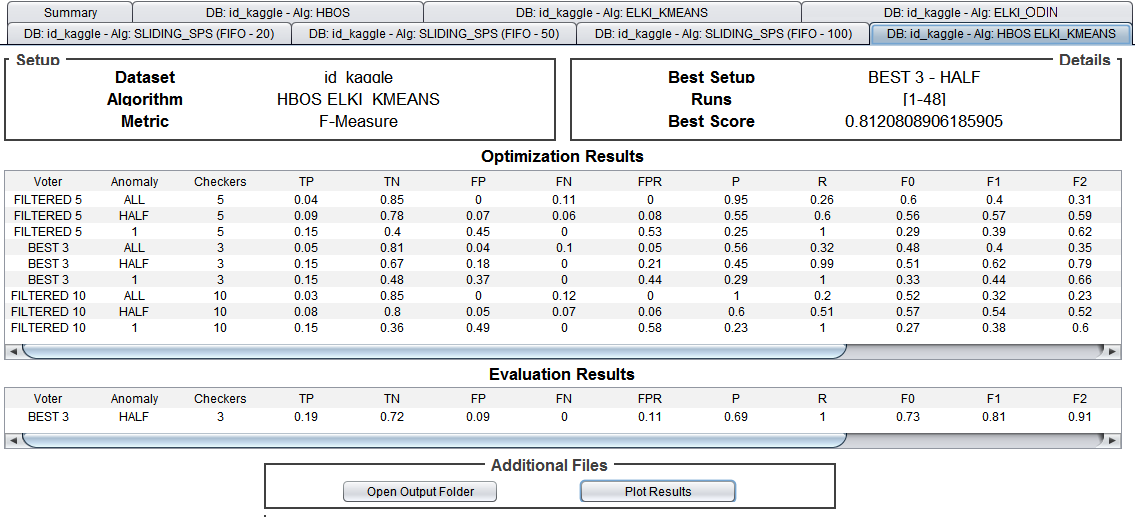 Summary DB: id_kaggle - Alg: HBOS DB: id_kaggle - Alg: ELKI_KMEANS DB: id_kaggle - Alg: ELKI_ODIN
DB: id_kaggle - Alg: SLIDING_SPS (FIFO - 20) DB: id_kaggle - Alg: SLIDING_SPS (FIFO - 50) DB: id_kaggle - Alg: SLIDING_SPS (FIFO - 100) DB: id_kaggle - Alg: HBOS ELKI_KMEANS
Setup
Dataset id_kaggle
Algorithm HBOS ELKI_KMEANS
Metric F-Measure
Details
Best Setup BEST 3 - HALF
Runs [1-48]
Best Score 0.8120808906185905
Optimization Results
Voter Anomaly Checkers TP TN FP FN FPR P R F0 F1 F2
FILTERED 5 ALL 5 0.04 0.85 0 0.11 0 0.95 0.26 0.6 0.4 0.31
FILTERED 5 HALF 5 0.09 0.78 0.07 0.06 0.08 0.55 0.6 0.56 0.57 0.59
FILTERED 5 1 5 0.15 0.4 0.45 0 0.53 0.25 1 0.29 0.39 0.62
BEST 3 ALL 3 0.05 0.81 0.04 0.1 0.05 0.56 0.32 0.48 0.4 0.35
BEST 3 HALF 3 0.15 0.67 0.18 0 0.21 0.45 0.99 0.51 0.62 0.79
BEST 3 1 3 0.15 0.48 0.37 0 0.44 0.29 1 0.33 0.44 0.66
FILTERED 10 ALL 10 0.03 0.85 0 0.12 0 1 0.2 0.52 0.32 0.23
FILTERED 10 HALF 10 0.08 0.8 0.05 0.07 0.06 0.6 0.51 0.57 0.54 0.52
FILTERED 10 1 10 0.15 0.36 0.49 0 0.58 0.23 1 0.27 0.38 0.6
Evaluation Results
Voter Anomaly Checkers TP TN FP FN FPR P R F0 F1 F2
BEST 3 HALF 3 0.19 0.72 0.09 0 0.11 0.69 1 0.73 0.81 0.91
Additional Files
Open Output Folder Plot Results